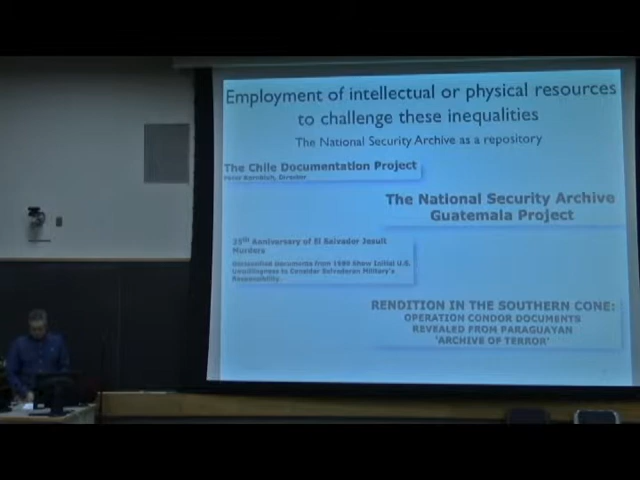 Employment of intellectual or physical resources
to challenge these inequalities
The National Security Archive as a repository
The Chile Documentation Project
Peter Kornbluh, Director
The National Security Archive
Guatemala Project
25th Anniversary of El Salvador Jesuit
Murders
Documents from 1989 Show Initial U.S.
Unwillingness to Consider Salvadoran Military's
Responsibility
RENDITION IN THE SOUTHERN CONE:
OPERATION CONDOR DOCUMENTS
REVEALED FROM PARAGUAYAN
'ARCHIVE OF TERROR'